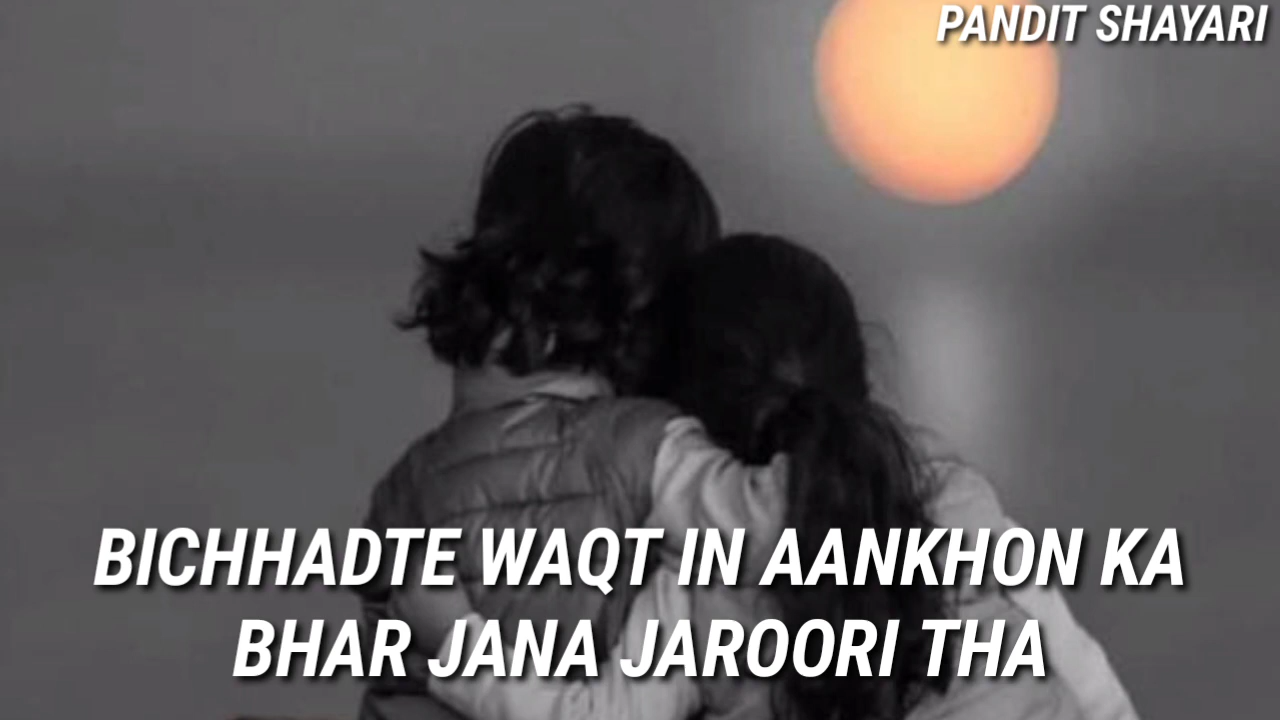 PANDIT SHAYARI
BICHHADTE WAQT IN AANKHON KA
BHAR JANA JAROORI THA